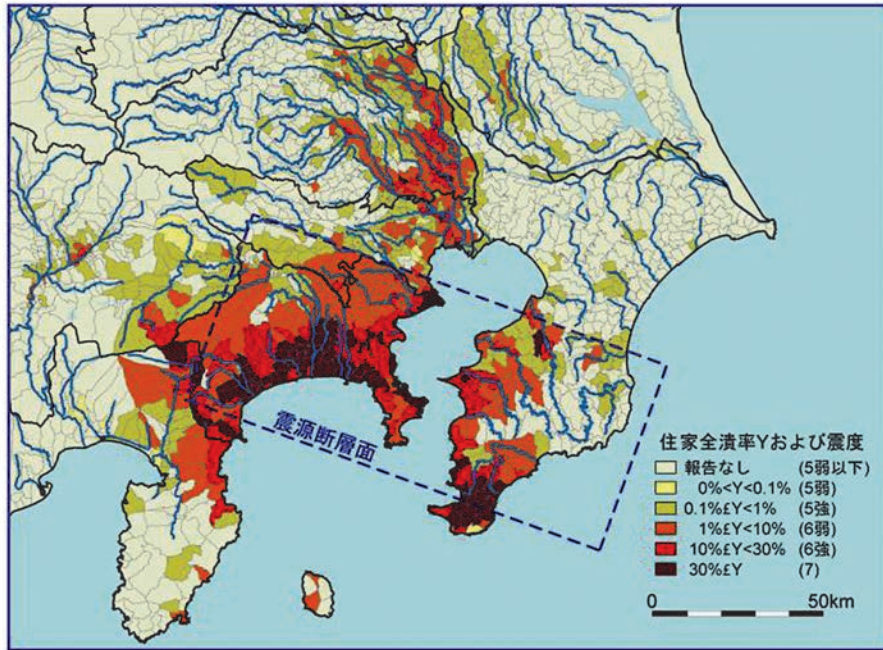 震源断層面
住家全潰率Yおよび震度
報告なし (5弱以下)
0%<Y<0.1% (5弱)
0.1%£Y<1% (5強)
1%£Y<10% (6弱)
10%£Y<30% (6強)
30%£Y (7)
0 50km